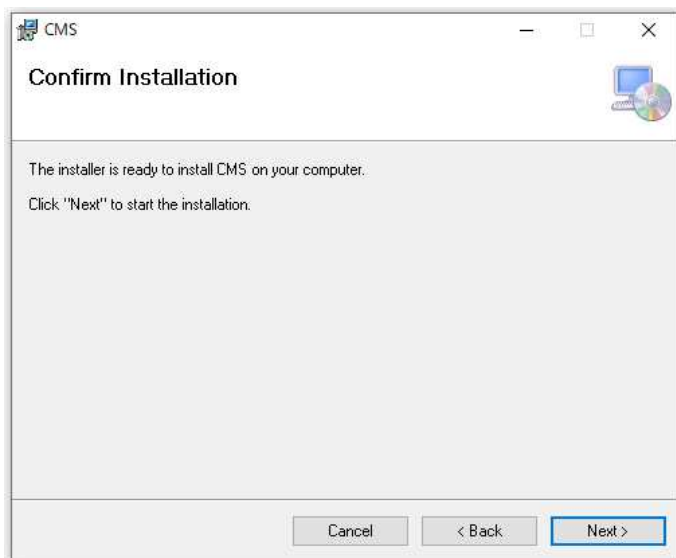 CMS
Confirm Installation
The installer is ready to install CMS on your computer.
Click "Next" to start the installation.
Cancel
< Back
Next >